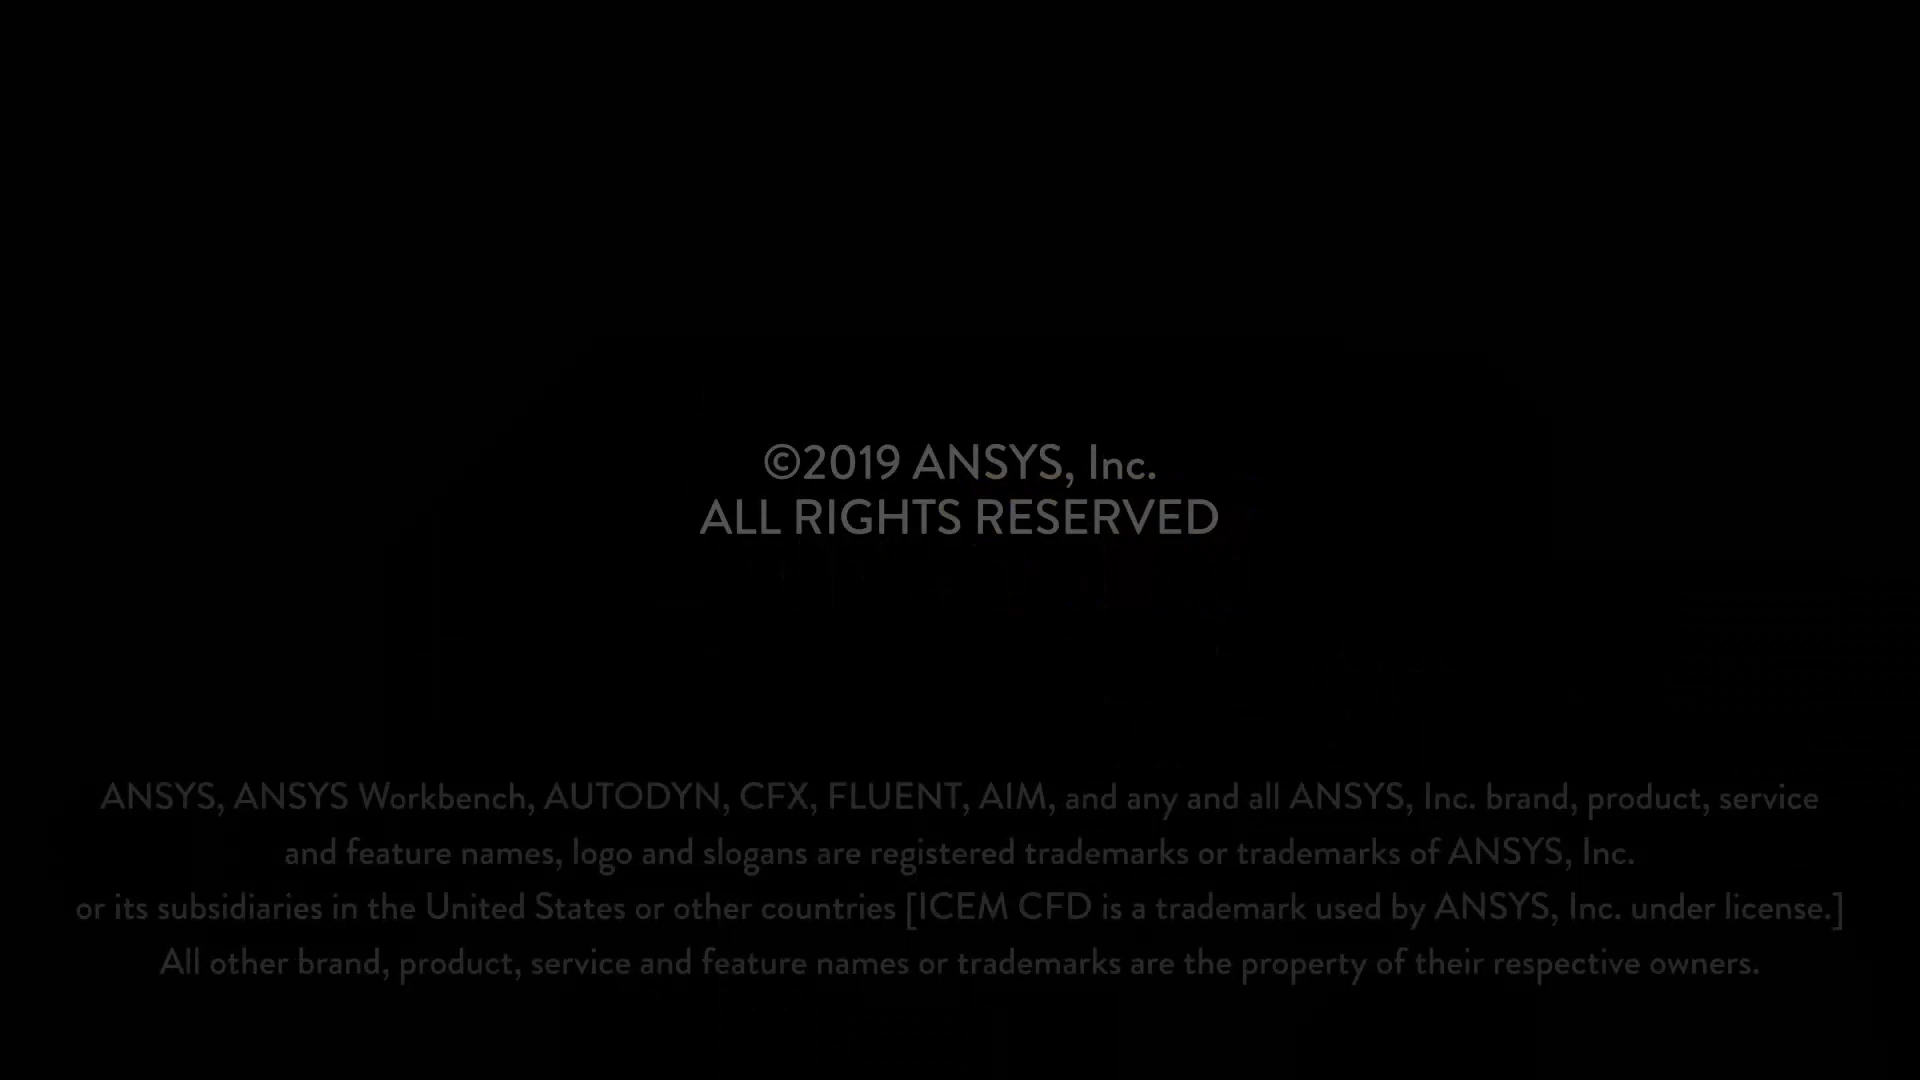 ©2019 ANSYS, Inc.
ALL RIGHTS RESERVED
ANSYS, ANSYS Workbench, AUTODYN, CFX, FLUENT, AIM, and any and all ANSYS, Inc. brand, product, service
and feature names, logo and slogans are registered trademarks or trademarks of ANSYS, Inc.
or its subsidiaries in the United States or other countries [ICEM CFD is a trademark used by ANSYS, Inc. under license.]
All other brand, product, service and feature names or trademarks are the property of their respective owners.